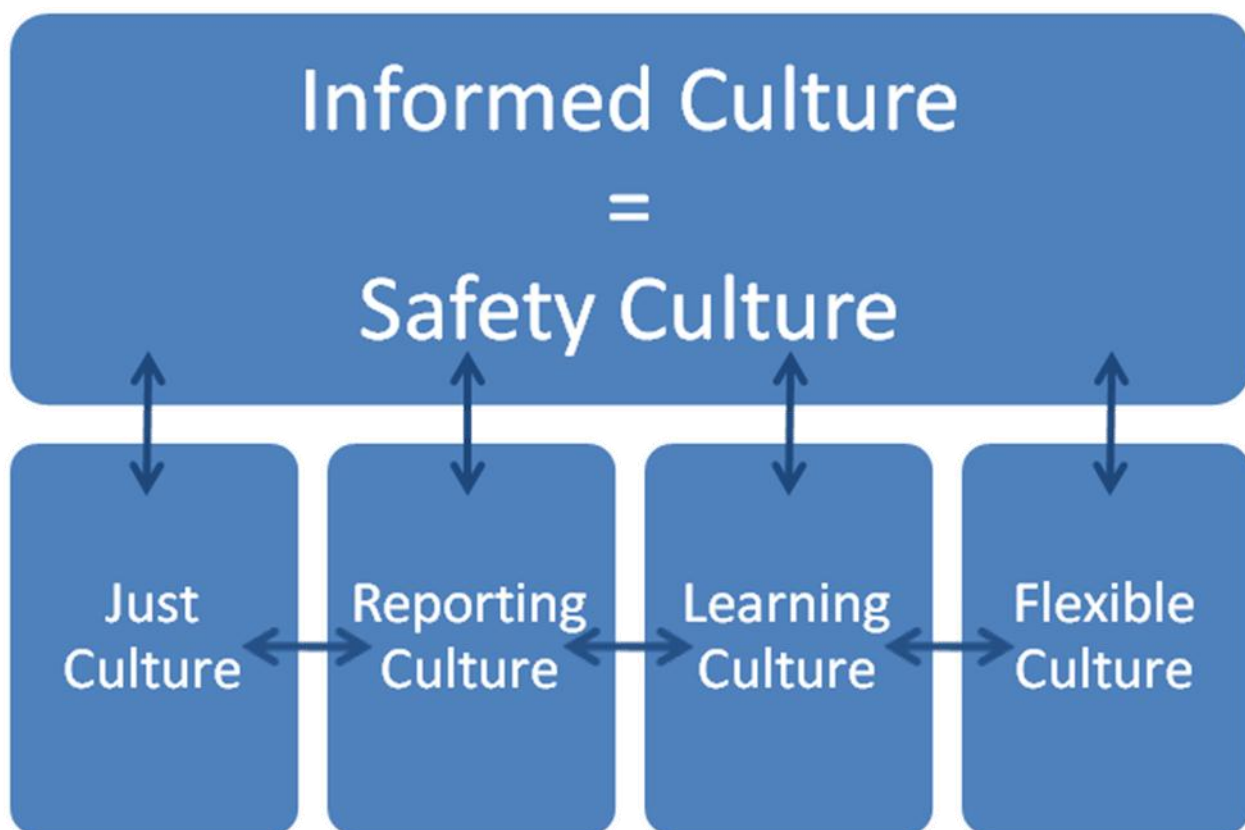 Informed Culture
=
Safety Culture
Just
Culture
Reporting
Culture
Learning
Culture
Flexible
Culture